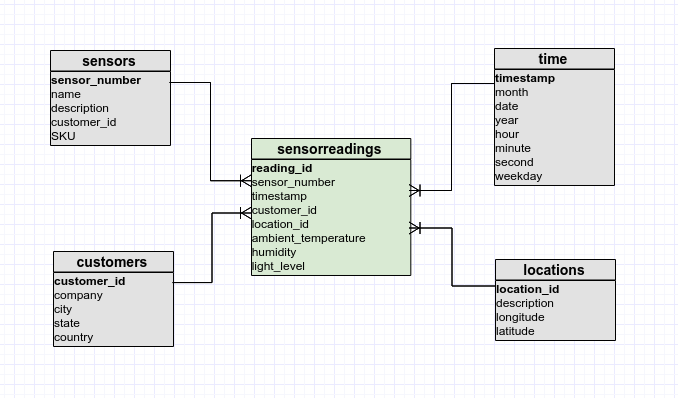 sensors
sensor_number
name
description
customer_id
SKU
time
timestamp
month
date
year
hour
minute
second
weekday
sensorreadings
reading_id
sensor_number
timestamp
customer_id
location_id
ambient_temperature
humidity
light_level
customers
customer_id
company
city
state
country
locations
location_id
description
longitude
latitude